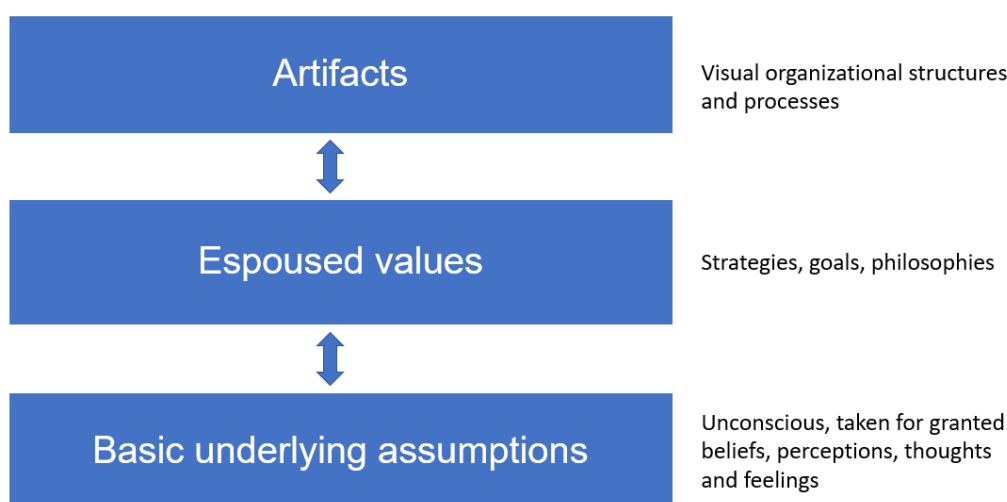 Artifacts
Visual organizational structures
and processes
Espoused values
Strategies, goals, philosophies
Basic underlying assumptions
Unconscious, taken for granted
beliefs, perceptions, thoughts
and feelings